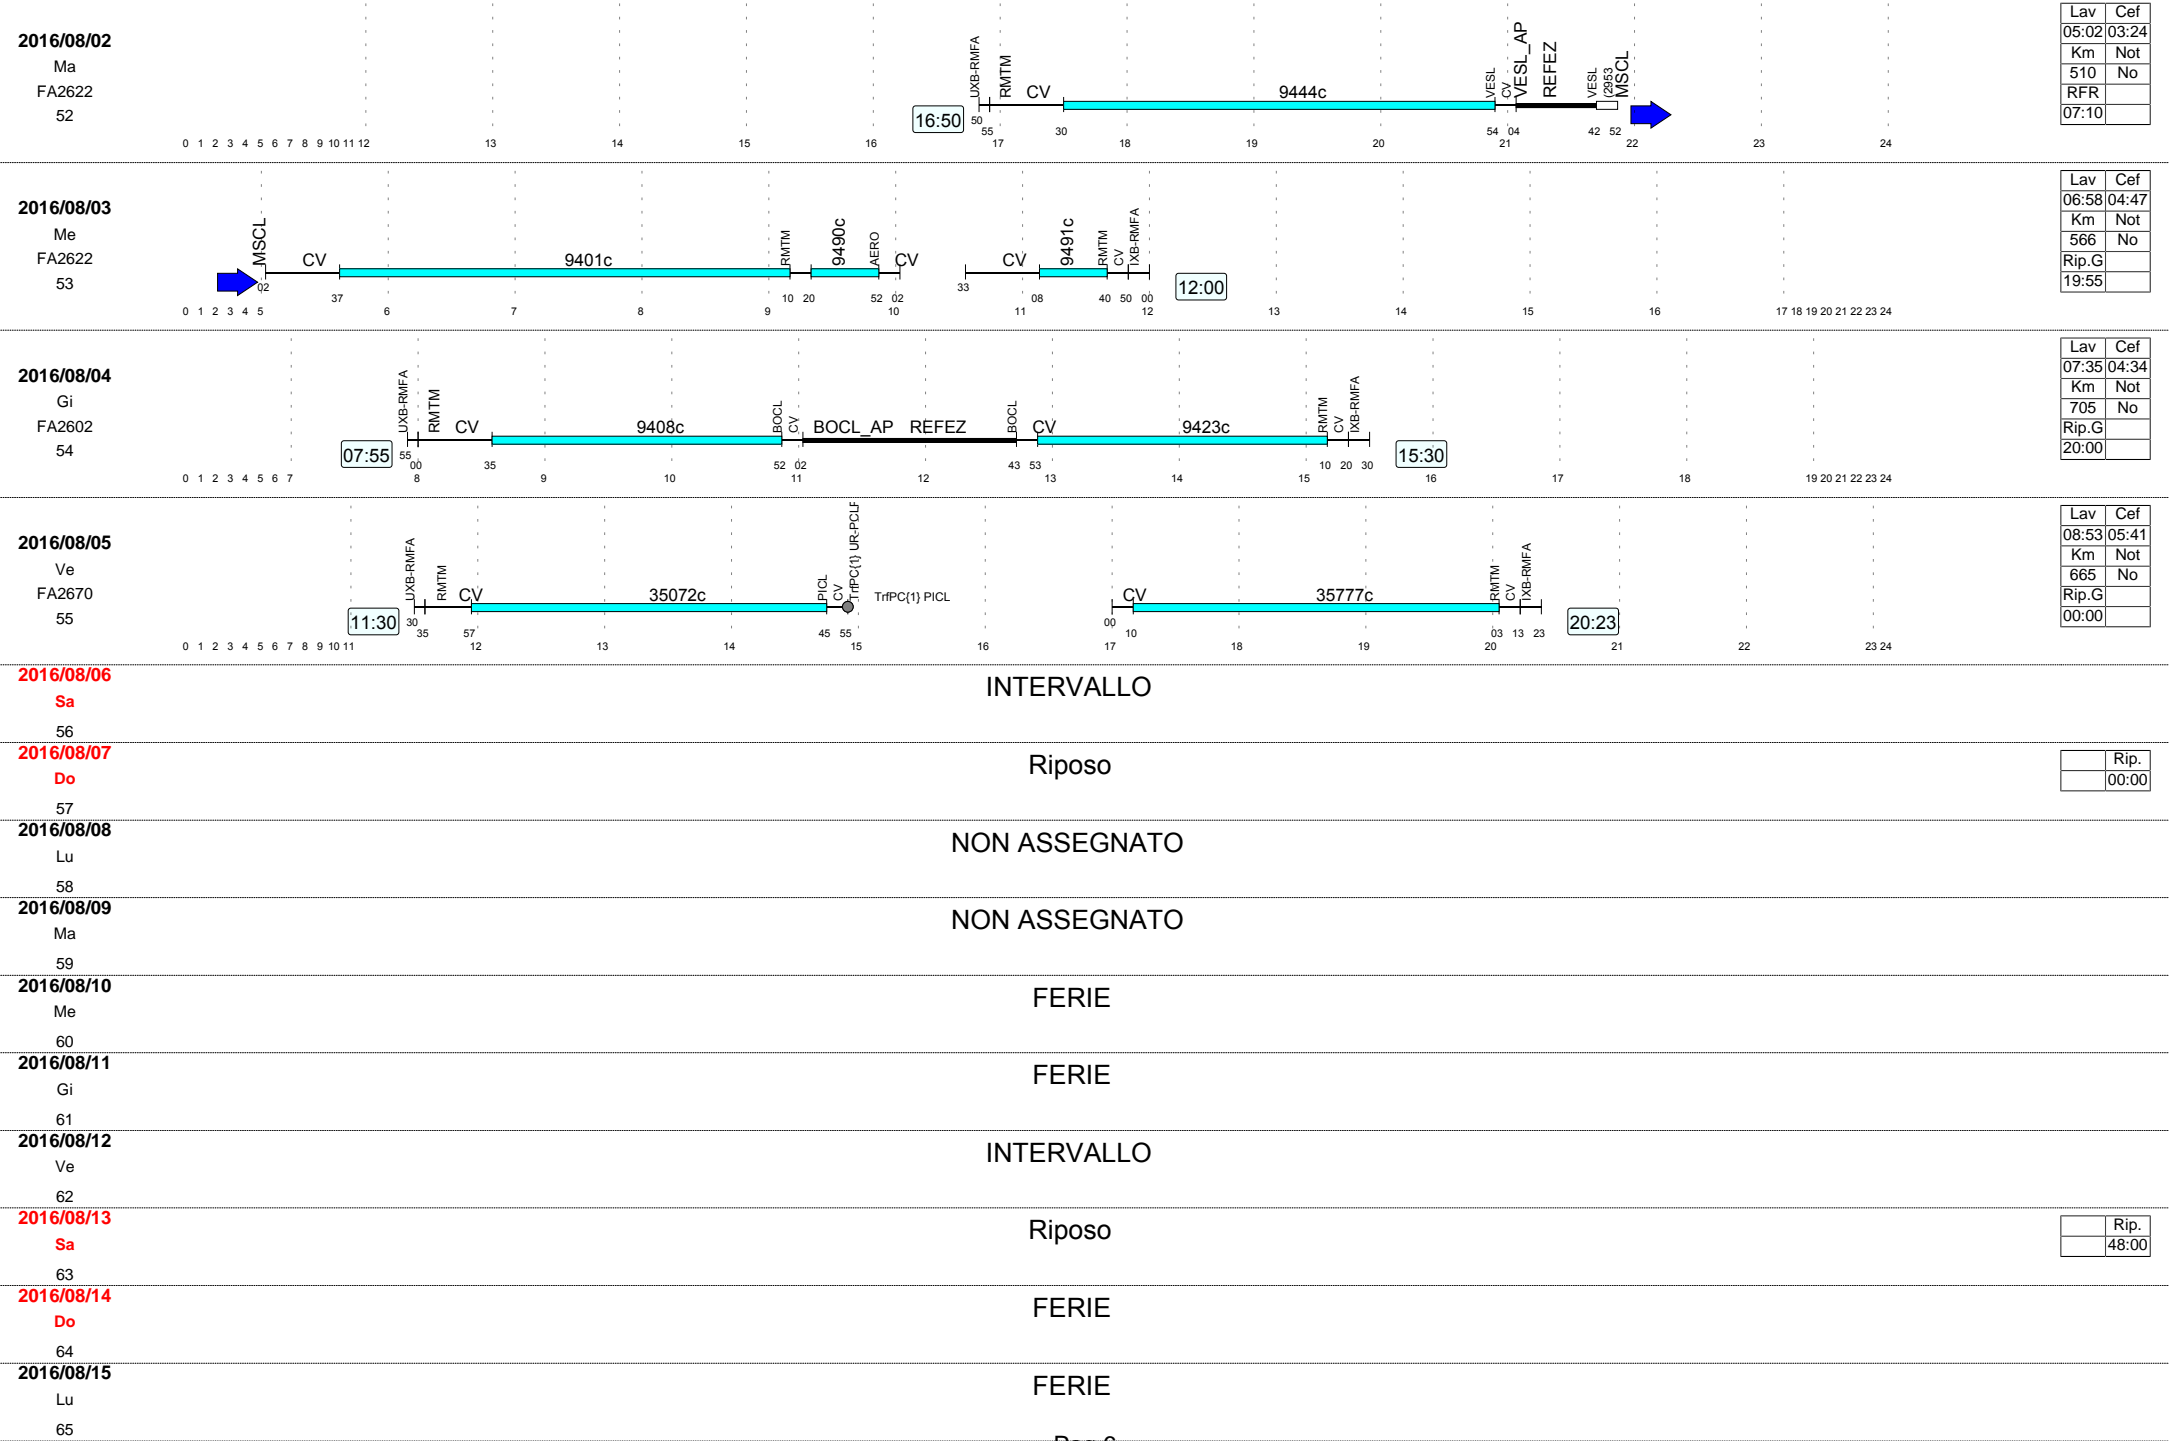 2016/08/02
Ma
FA2622
52
16:50
UXB-RMFA RMTM CV 9444c VESL CV VESL_AP REFEZ VESL (2953 MSCL
50 55 30 54 04 42 52
0 1 2 3 4 5 6 7 8 9 10 11 12 13 14 15 16 17 18 19 20 21 22 23 24
Lav Cef
05:02 03:24
Km Not
510 No
RFR
07:10
2016/08/03
Me
FA2622
53
MSCL CV 9401c RMTM 9490c AERO CV CV 9491c RMTM CV IXB-RMFA
02 37 10 20 52 02 33 08 40 50 00
12:00
0 1 2 3 4 5 6 7 8 9 10 11 12 13 14 15 16 17 18 19 20 21 22 23 24
Lav Cef
06:58 04:47
Km Not
566 No
Rip.G
19:55
2016/08/04
Gi
FA2602
54
07:55
UXB-RMFA RMTM CV 9408c BOCL CV BOCL_AP REFEZ BOCL CV 9423c RMTM CV IXB-RMFA
55 00 35 52 02 43 53 10 20 30
15:30
0 1 2 3 4 5 6 7 8 9 10 11 12 13 14 15 16 17 18 19 20 21 22 23 24
Lav Cef
07:35 04:34
Km Not
705 No
Rip.G
20:00
2016/08/05
Ve
FA2670
55
11:30
UXB-RMFA RMTM CV 35072c PICL CV TrfPC{1} TrfPC{1} PICL CV 35777c RMTM CV IXB-RMFA
30 35 57 45 55 00 10 03 13 23
20:23
0 1 2 3 4 5 6 7 8 9 10 11 12 13 14 15 16 17 18 19 20 21 22 23 24
Lav Cef
08:53 05:41
Km Not
665 No
Rip.G
00:00
2016/08/06
Sa
56
INTERVALLO
2016/08/07
Do
57
Riposo
Rip.
00:00
2016/08/08
Lu
58
NON ASSEGNATO
2016/08/09
Ma
59
NON ASSEGNATO
2016/08/10
Me
60
FERIE
2016/08/11
Gi
61
FERIE
2016/08/12
Ve
62
INTERVALLO
2016/08/13
Sa
63
Riposo
Rip.
48:00
2016/08/14
Do
64
FERIE
2016/08/15
Lu
65
FERIE